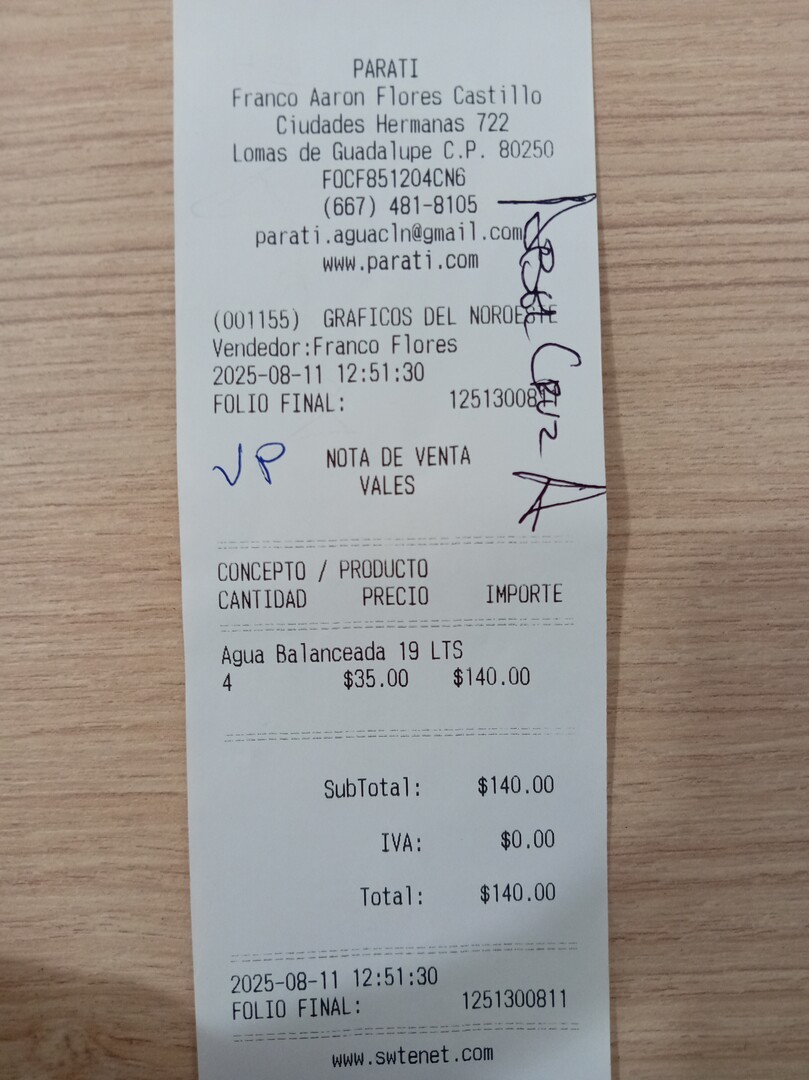 PARATI
Franco Aaron Flores Castillo
Ciudades Hermanas 722
Lomas de Guadalupe C.P. 80250
FOCF851204CN6
(667) 481-8105
parati.aguacln@gmail.com
www.parati.com
(001155) GRAFICOS DEL NOROESTE
Vendedor:Franco Flores
2025-08-11 12:51:30
FOLIO FINAL: 1251300811
VP NOTA DE VENTA
VALES
CONCEPTO / PRODUCTO
CANTIDAD PRECIO IMPORTE
Agua Balanceada 19 LTS
4 $35.00 $140.00
SubTotal: $140.00
IVA: $0.00
Total: $140.00
2025-08-11 12:51:30
FOLIO FINAL: 1251300811
www.swtenet.com
CRUZ